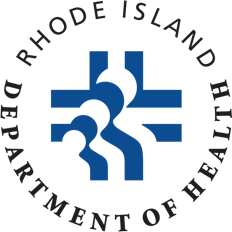 RHODE ISLAND
DEPARTMENT OF HEALTH